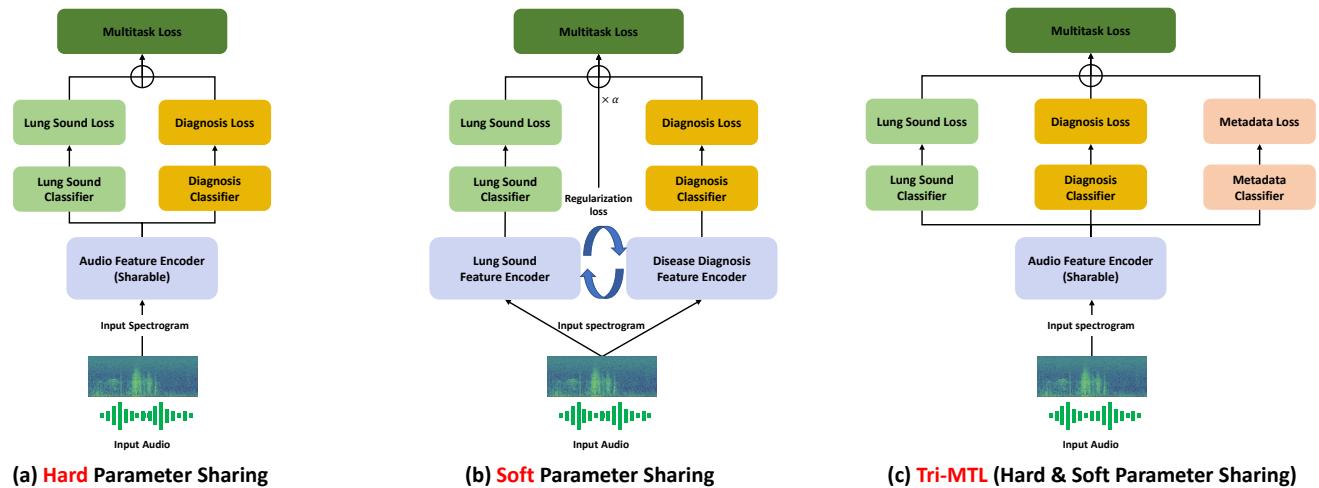 Multitask Loss
Lung Sound Loss
Diagnosis Loss
Lung Sound
Classifier
Diagnosis
Classifier
Audio Feature Encoder
(Sharable)
Input Spectrogram
Input Audio
(a) Hard Parameter Sharing
Multitask Loss
× α
Lung Sound Loss
Diagnosis Loss
Lung Sound
Classifier
Diagnosis
Classifier
Regularization
loss
Lung Sound
Feature Encoder
Disease Diagnosis
Feature Encoder
Input spectrogram
Input Audio
(b) Soft Parameter Sharing
Multitask Loss
Lung Sound Loss
Diagnosis Loss
Metadata Loss
Lung Sound
Classifier
Diagnosis
Classifier
Metadata
Classifier
Audio Feature Encoder
(Sharable)
Input spectrogram
Input Audio
(c) Tri-MTL (Hard & Soft Parameter Sharing)